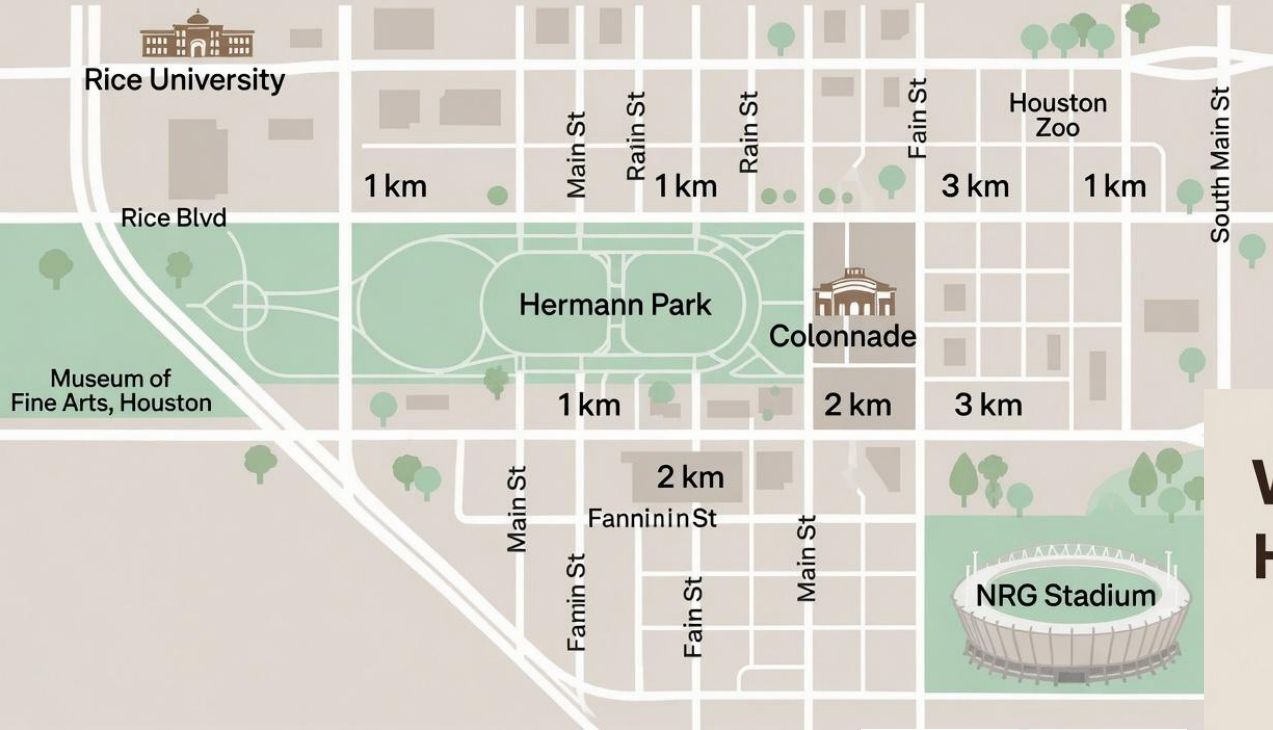 Rice University
Main St
Raiin St
Rain St
Fain St
Houston
Zoo
South Main St
1 km
1 km
3 km
1 km
Rice Blvd
Hermann Park
Colonnade
Museum of
Fine Arts, Houston
1 km
2 km
3 km
Main St
2 km
FannininSt
Main St
Famin St
Fain St
NRG Stadium